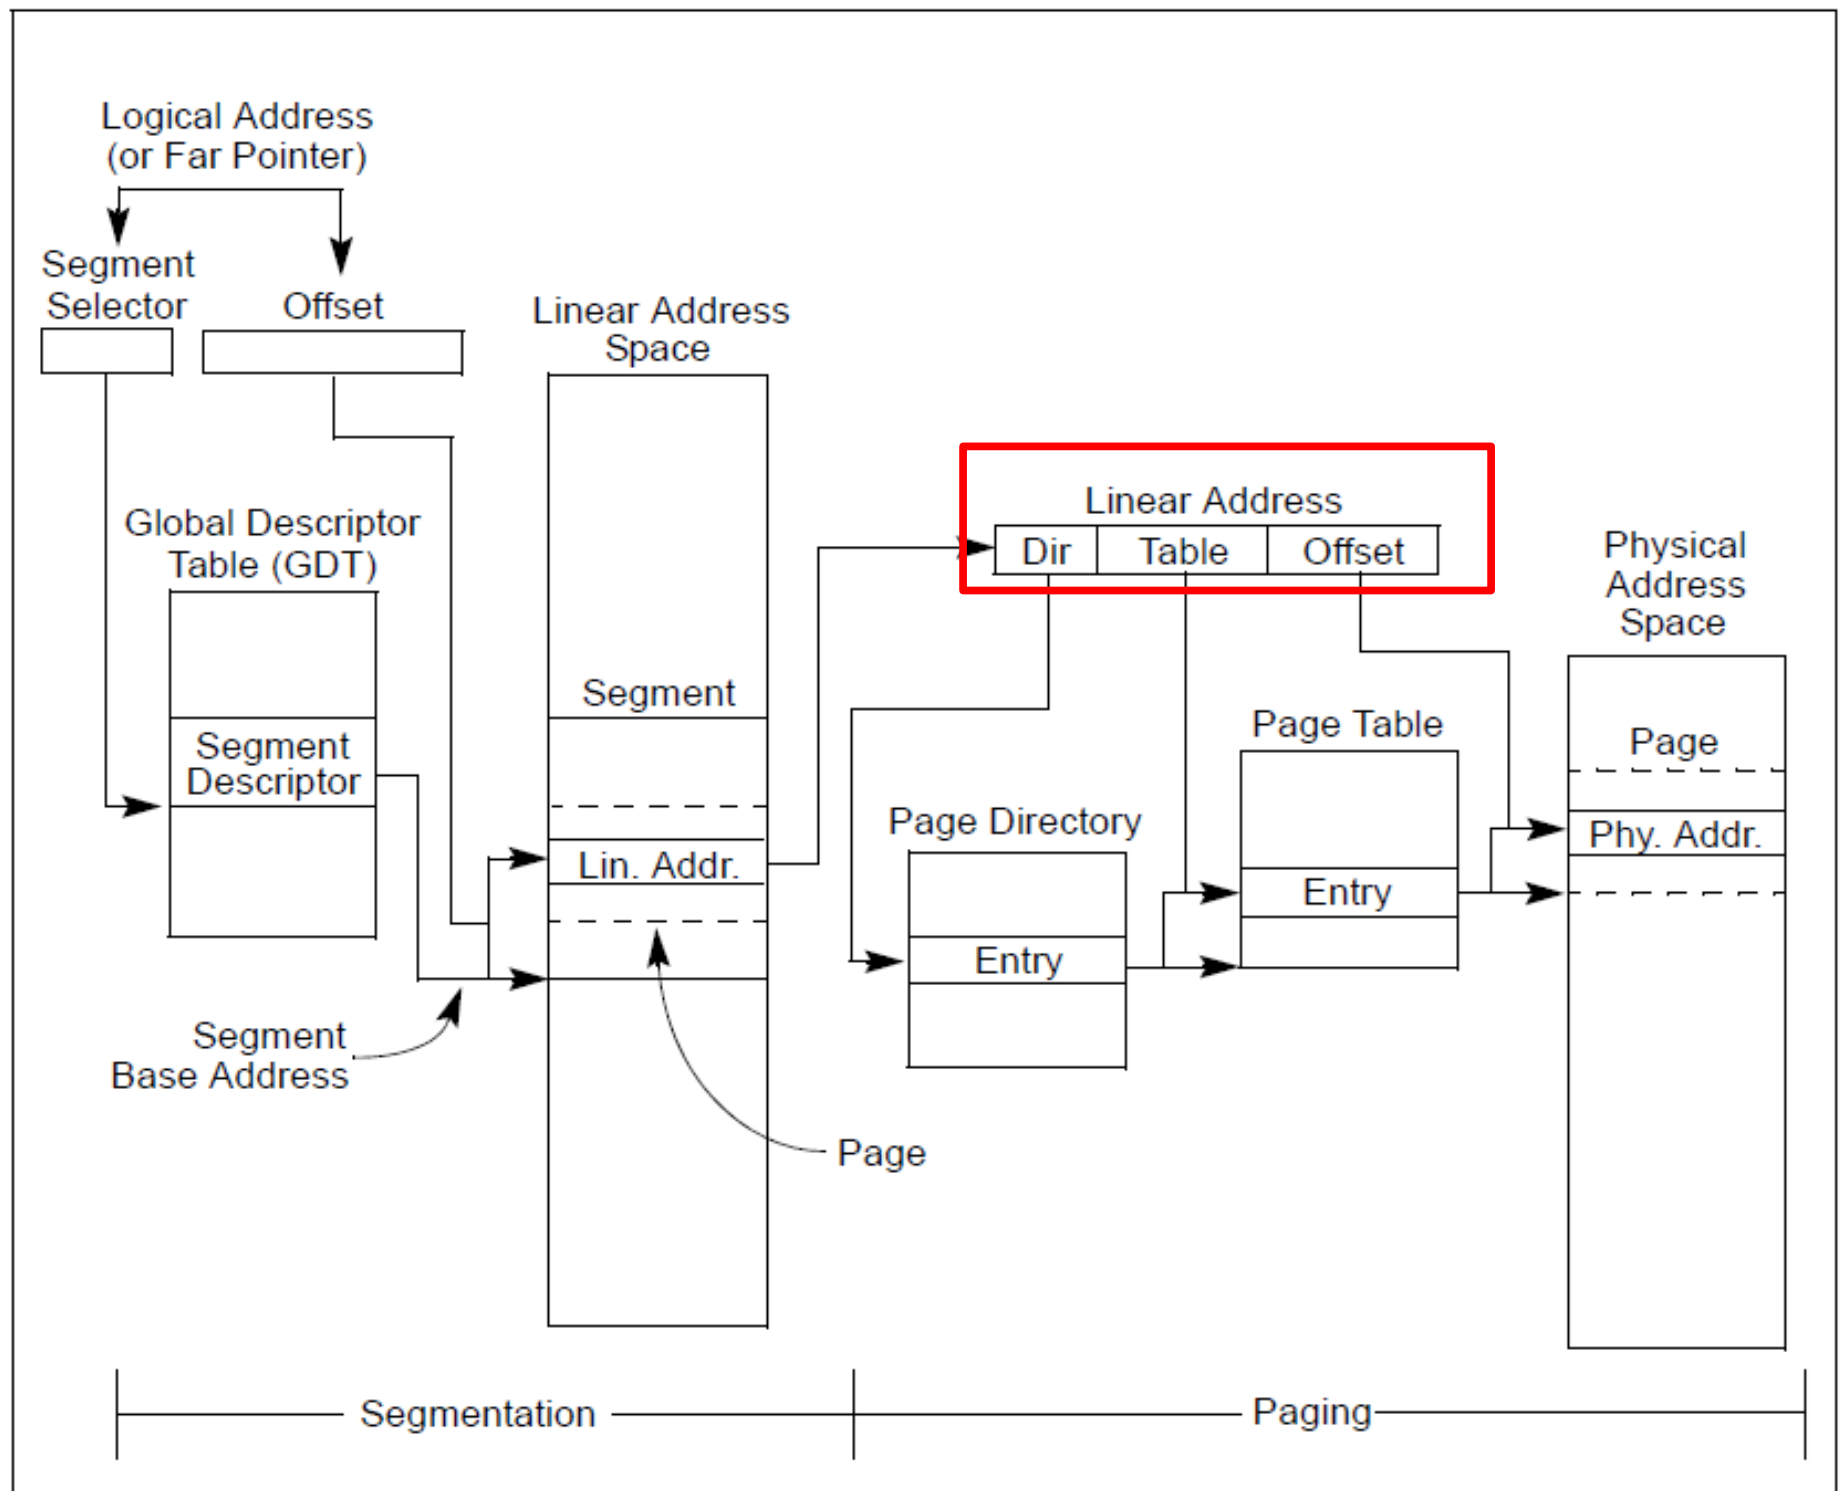 Logical Address
(or Far Pointer)
Segment
Selector
Offset
Linear Address
Space
Global Descriptor
Table (GDT)
Segment
Descriptor
Segment
Lin. Addr.
Segment
Base Address
Page
Linear Address
Dir
Table
Offset
Page Directory
Entry
Page Table
Entry
Physical
Address
Space
Page
Phy. Addr.
Segmentation
Paging